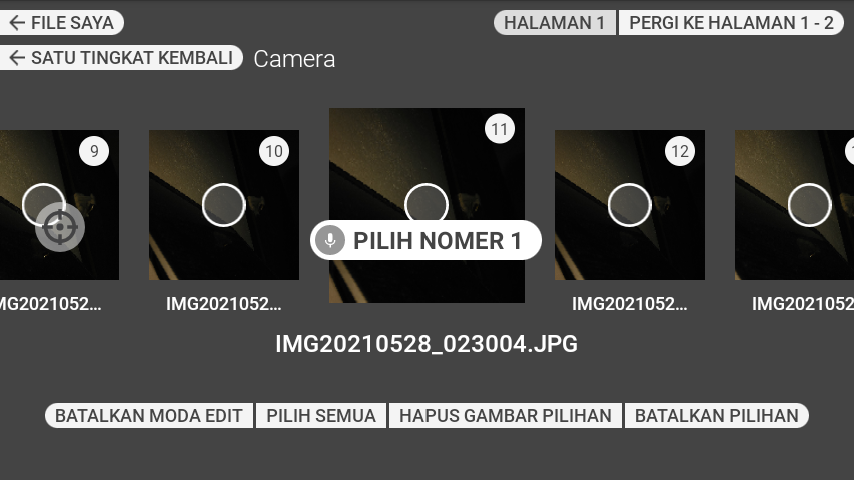 FILE SAYA
HALAMAN 1
PERGI KE HALAMAN 1 - 2
SATU TINGKAT KEMBALI
Camera
9
10
11
12
PILIH NOMER 1
MG2021052…
IMG2021052…
IMG2021052…
IMG202105
IMG20210528_023004.JPG
BATALKAN MODA EDIT
PILIH SEMUA
HAPUS GAMBAR PILIHAN
BATALKAN PILIHAN